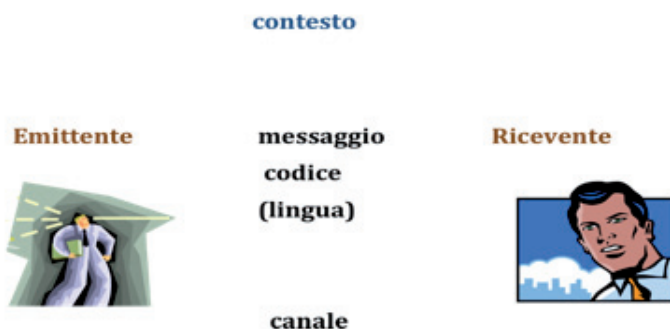 contesto
Emittente messaggio Ricevente
codice
(lingua)
canale